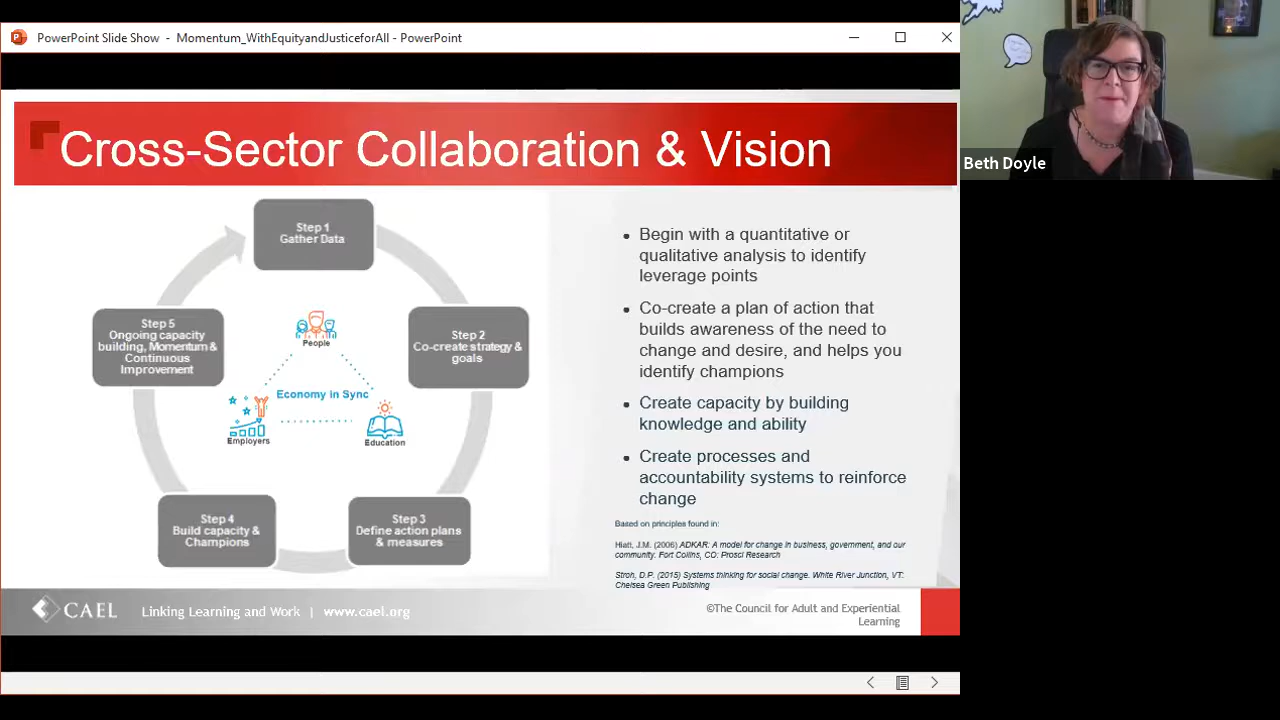 PowerPoint Slide Show - Momentum_WithEquityandJusticeforAll - PowerPoint
Cross-Sector Collaboration & Vision
Step 1
Gather Data
Step 2
Co-create strategy &
goals
Step 3
Define action plans
& measures
Step 4
Build capacity &
Champions
Step 5
Ongoing capacity
building, Momentum &
Continuous
Improvement
People
Economy in Sync
Employers
Education
• Begin with a quantitative or
qualitative analysis to identify
leverage points
• Co-create a plan of action that
builds awareness of the need to
change and desire, and helps you
identify champions
• Create capacity by building
knowledge and ability
• Create processes and
accountability systems to reinforce
change
Based on principles found in:
Hiatt, J.M. (2006) ADKAR: A model for change in business, government, and our
community. Fort Collins, CO: Prosci Research
Stroh, D.P. (2015) Systems thinking for social change. White River Junction, VT:
Chelsea Green Publishing
CAEL
Linking Learning and Work | www.cael.org
©The Council for Adult and Experiential
Learning
Beth Doyle